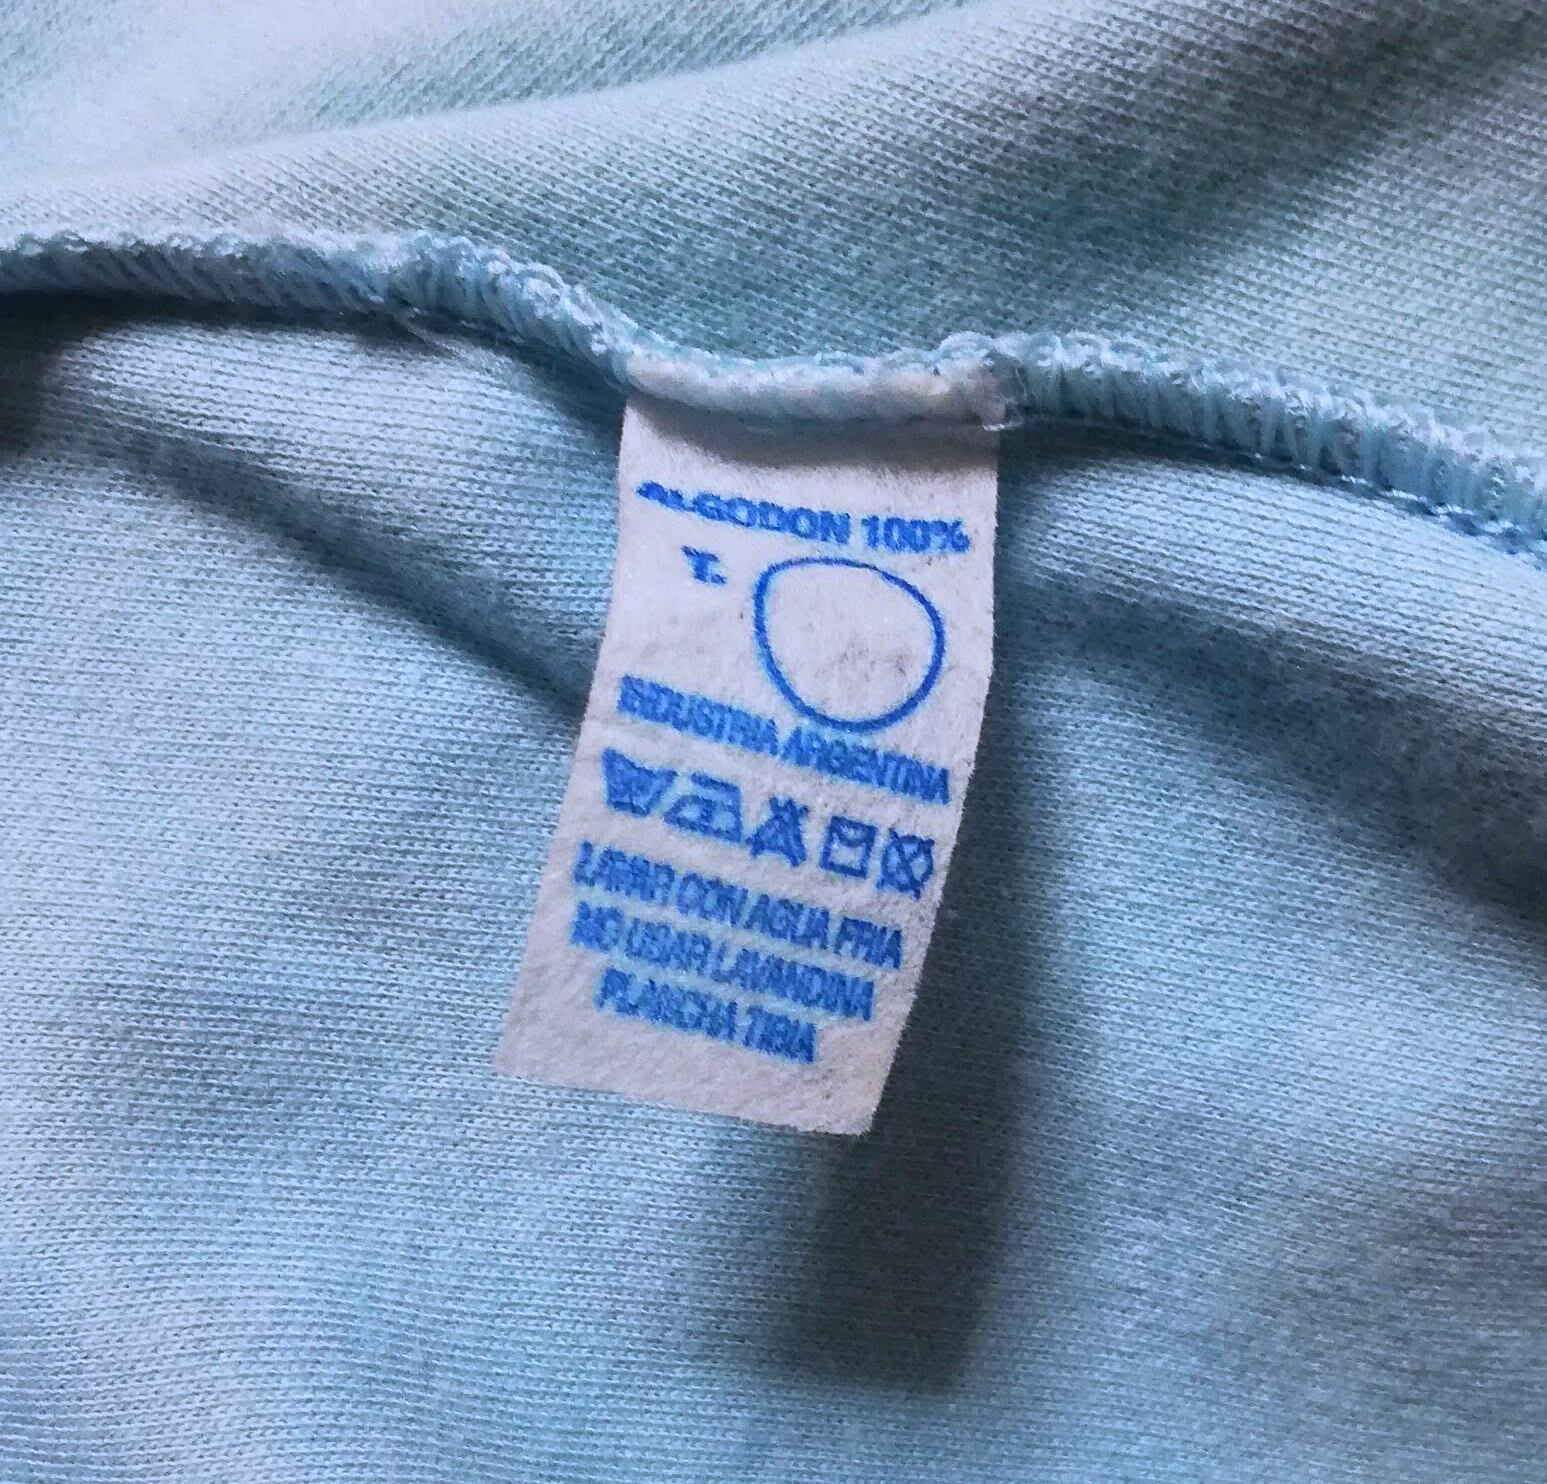 ALGODON 100%
T.
INDUSTRIA ARGENTINA
LAVAR CON AGUA FRIA
NO USAR LAVANDINA
PLANCHA TIBIA